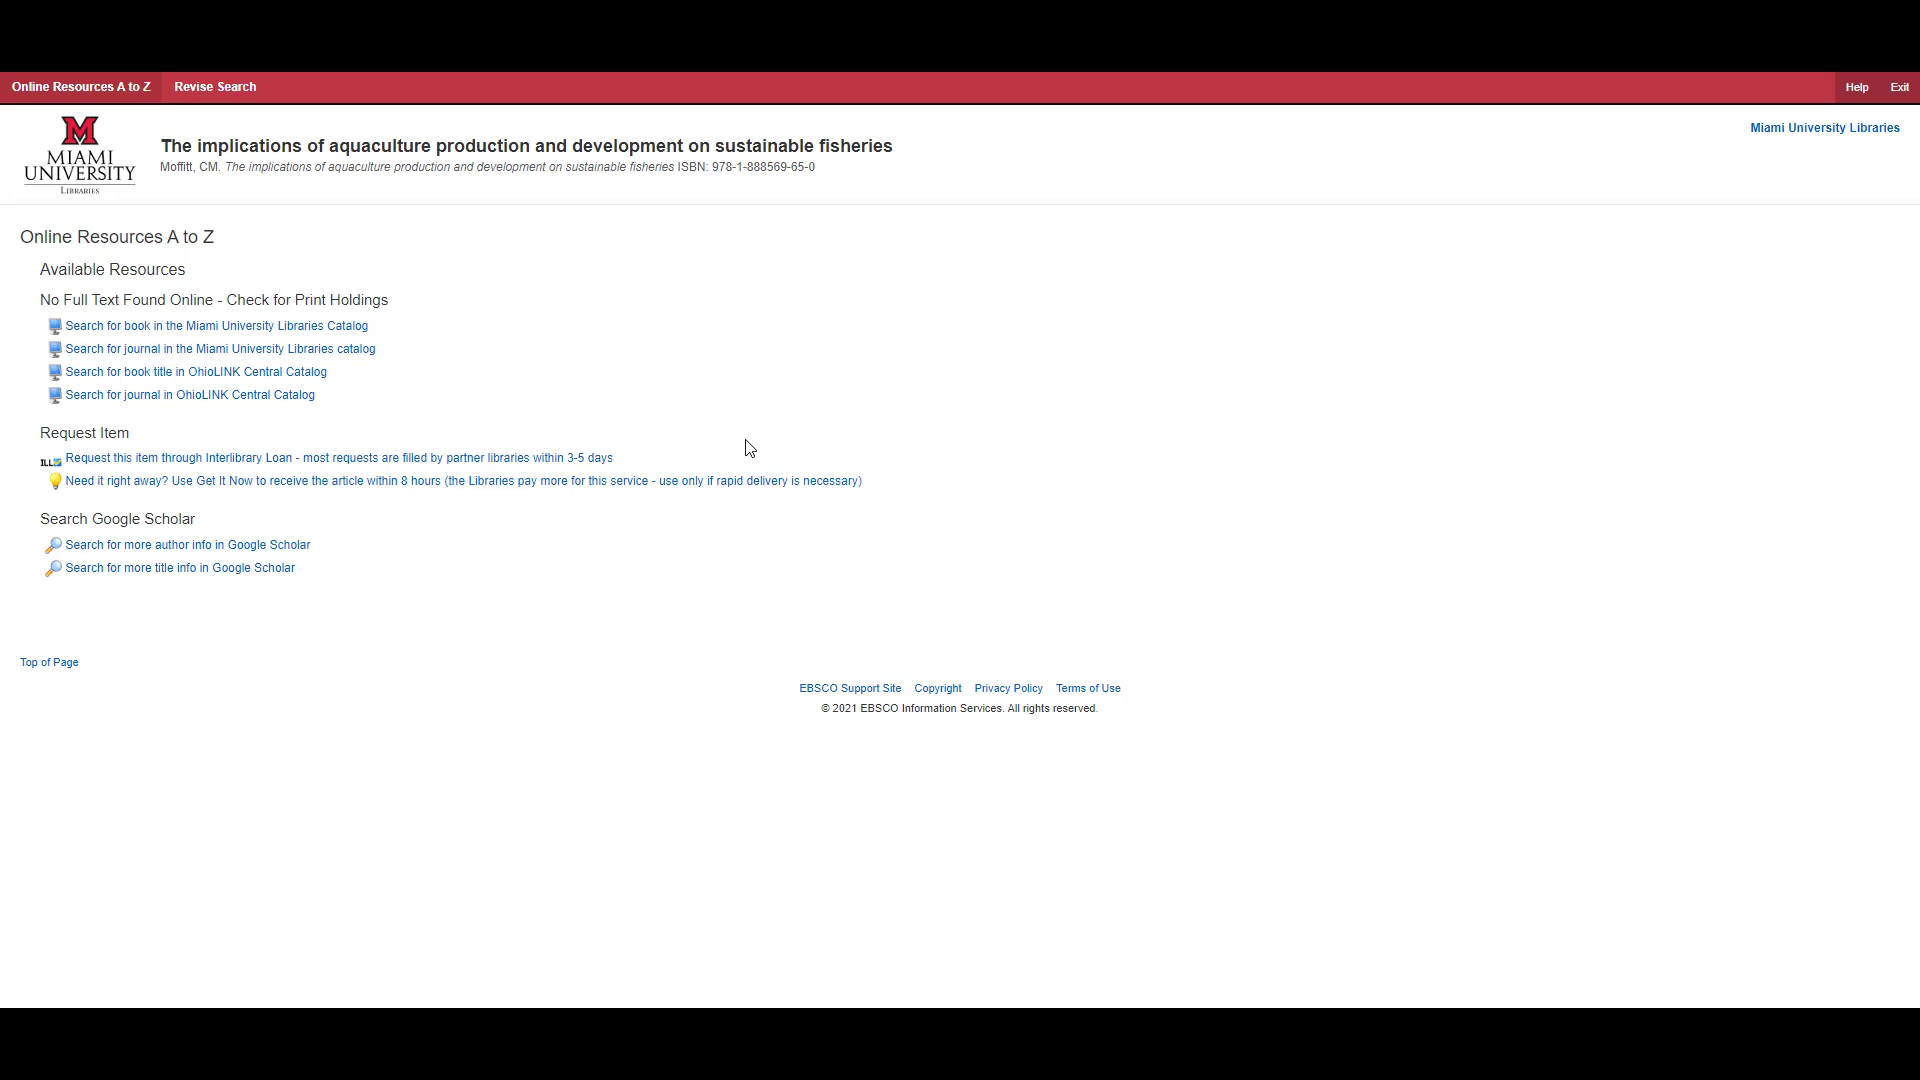 Online Resources A to Z Revise Search Help Exit
M
MIAMI
UNIVERSITY
LIBRARIES
The implications of aquaculture production and development on sustainable fisheries
Moffitt, CM. The implications of aquaculture production and development on sustainable fisheries ISBN: 978-1-888569-65-0
Miami University Libraries
Online Resources A to Z
Available Resources
No Full Text Found Online - Check for Print Holdings
Search for book in the Miami University Libraries Catalog
Search for journal in the Miami University Libraries catalog
Search for book title in OhioLINK Central Catalog
Search for journal in OhioLINK Central Catalog
Request Item
ILL Request this item through Interlibrary Loan - most requests are filled by partner libraries within 3-5 days
Need it right away? Use Get It Now to receive the article within 8 hours (the Libraries pay more for this service - use only if rapid delivery is necessary)
Search Google Scholar
Search for more author info in Google Scholar
Search for more title info in Google Scholar
Top of Page
EBSCO Support Site Copyright Privacy Policy Terms of Use
© 2021 EBSCO Information Services. All rights reserved.